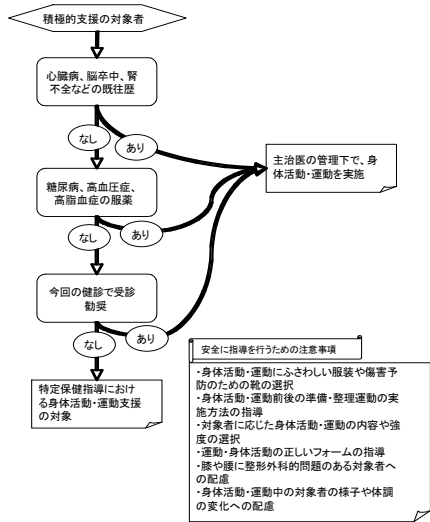 積極的支援の対象者
心臓病、脳卒中、腎
不全などの既往歴
なし
あり
主治医の管理下で、身
体活動・運動を実施
糖尿病、高血圧症、
高脂血症の服薬
なし
あり
今回の健診で受診
勧奨
なし
あり
特定保健指導におけ
る身体活動・運動支援
の対象
安全に指導を行うための注意事項
・身体活動・運動にふさわしい服装や傷害予
防のための靴の選択
・身体活動・運動前後の準備・整理運動の実
施方法の指導
・対象者に応じた身体活動・運動の内容や強
度の選択
・運動・身体活動の正しいフォームの指導
・膝や腰に整形外科的問題のある対象者へ
の配慮
・身体活動・運動中の対象者の様子や体調
の変化への配慮